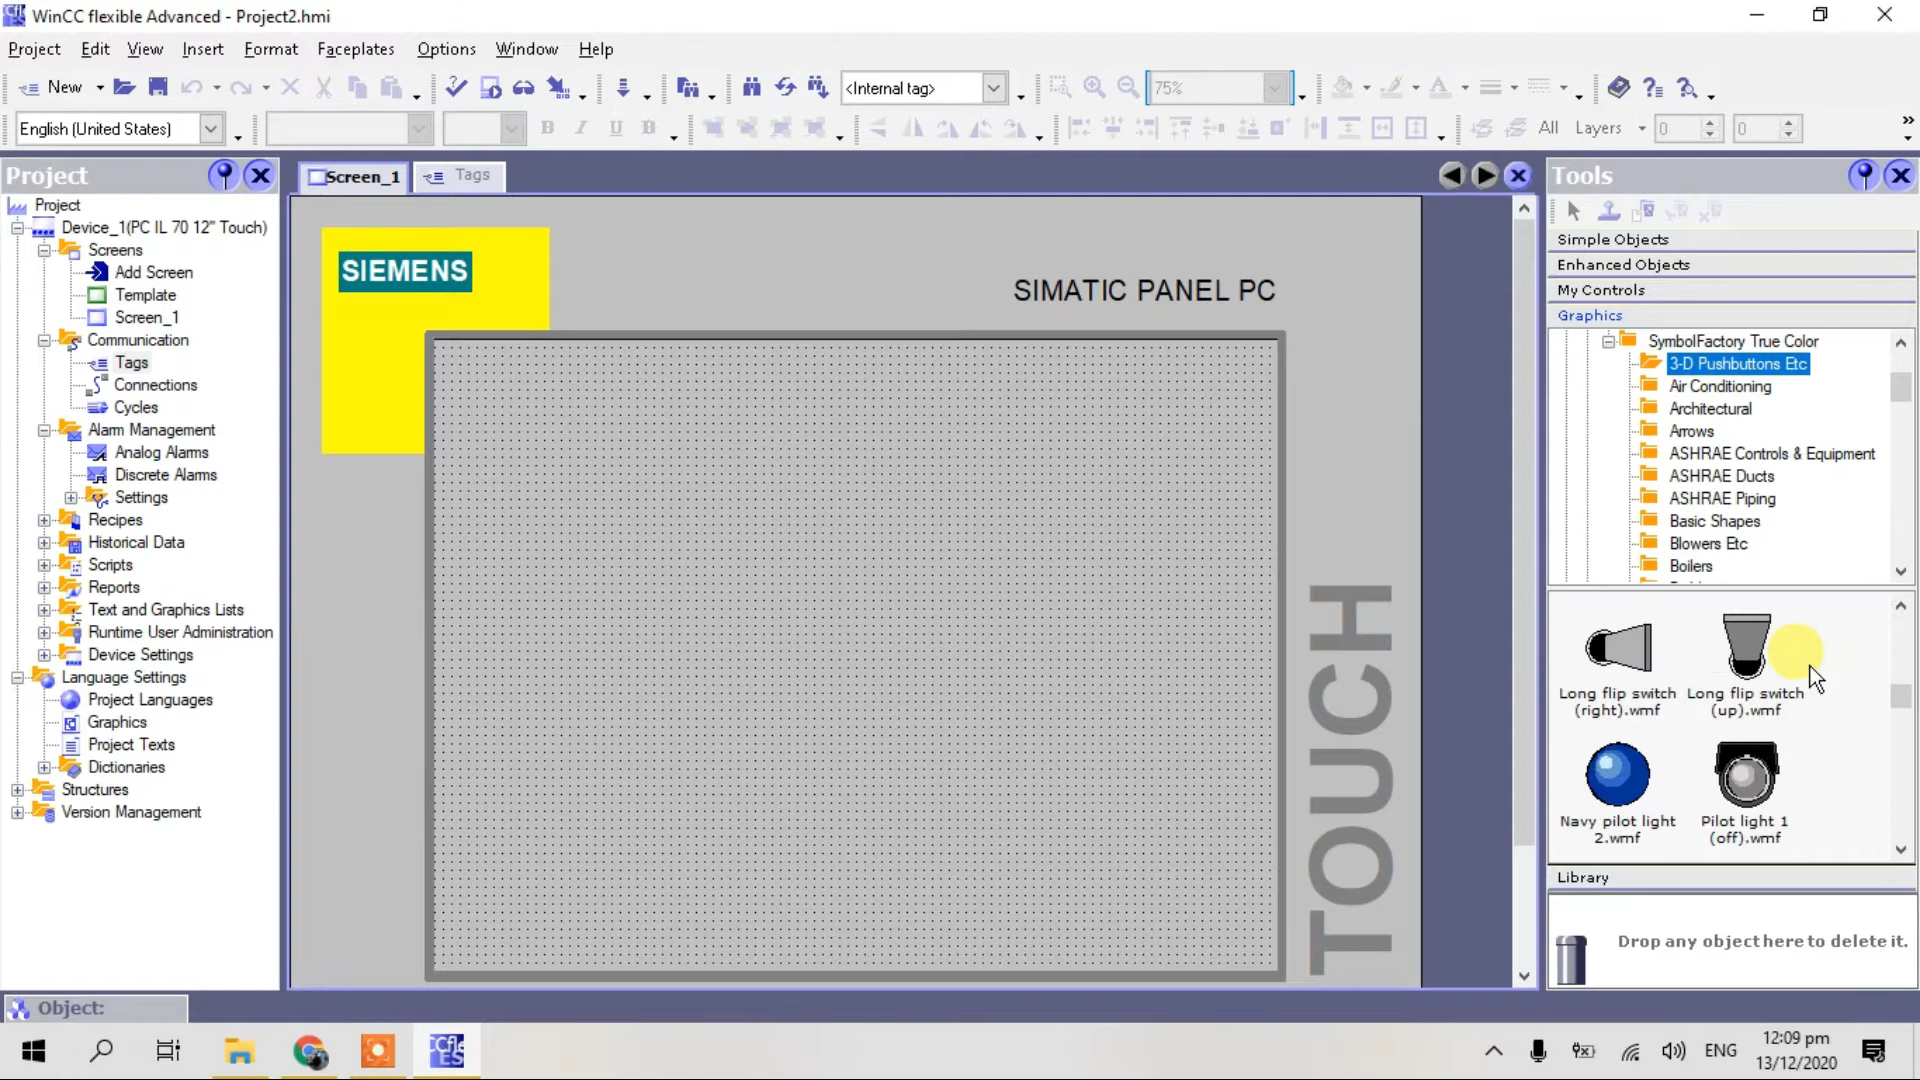 WinCC flexible Advanced - Project2.hmi
Project Edit View Insert Format Faceplates Options Window Help
New <Internal tag> 75%
English (United States) B I U B All Layers 0 0
Project
Project
Device_1(PC IL 70 12" Touch)
Screens
Add Screen
Template
Screen_1
Communication
Tags
Connections
Cycles
Alarm Management
Analog Alarms
Discrete Alarms
Settings
Recipes
Historical Data
Scripts
Reports
Text and Graphics Lists
Runtime User Administration
Device Settings
Language Settings
Project Languages
Graphics
Project Texts
Dictionaries
Structures
Version Management
Screen_1 Tags
SIEMENS
SIMATIC PANEL PC
TOUCH
Tools
Simple Objects
Enhanced Objects
My Controls
Graphics
SymbolFactory True Color
3-D Pushbuttons Etc
Air Conditioning
Architectural
Arrows
ASHRAE Controls & Equipment
ASHRAE Ducts
ASHRAE Piping
Basic Shapes
Blowers Etc
Boilers
Long flip switch (right).wmf
Long flip switch (up).wmf
Navy pilot light 2.wmf
Pilot light 1 (off).wmf
Library
Drop any object here to delete it.
Object:
ENG
12:09 pm
13/12/2020